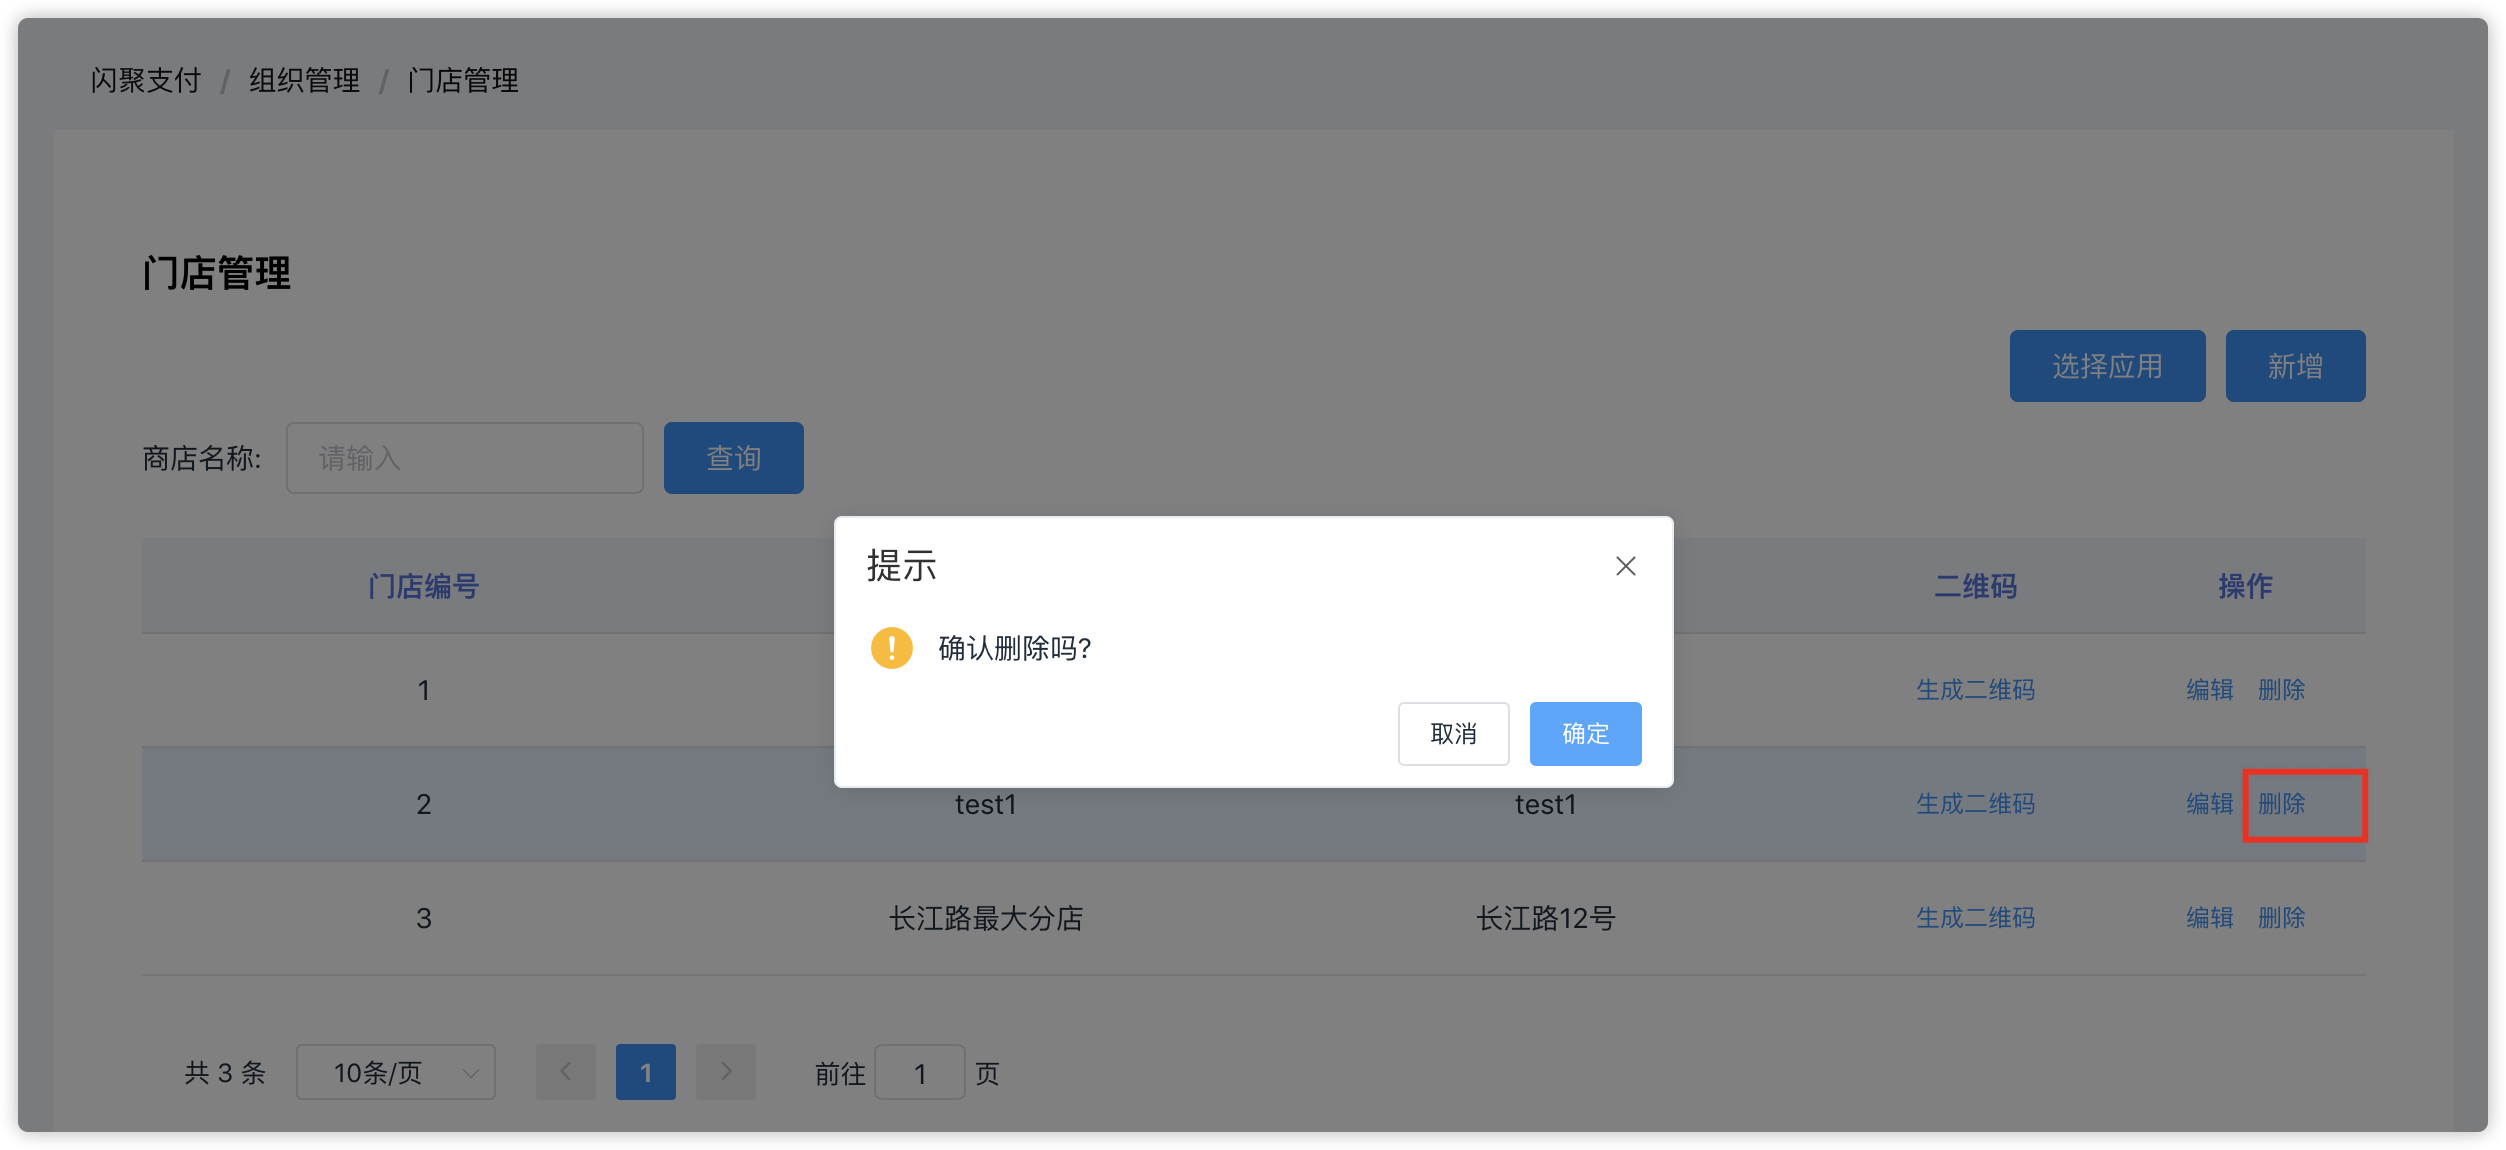 闪聚支付 / 组织管理 / 门店管理
门店管理
选择应用 新增
商店名称: 请输入 查询
提示
确认删除吗?
取消 确定
门店编号 二维码 操作
1 生成二维码 编辑 删除
2 test1 test1 生成二维码 编辑 删除
3 长江路最大分店 长江路12号 生成二维码 编辑 删除
共 3 条 10条/页 1 前往 1 页